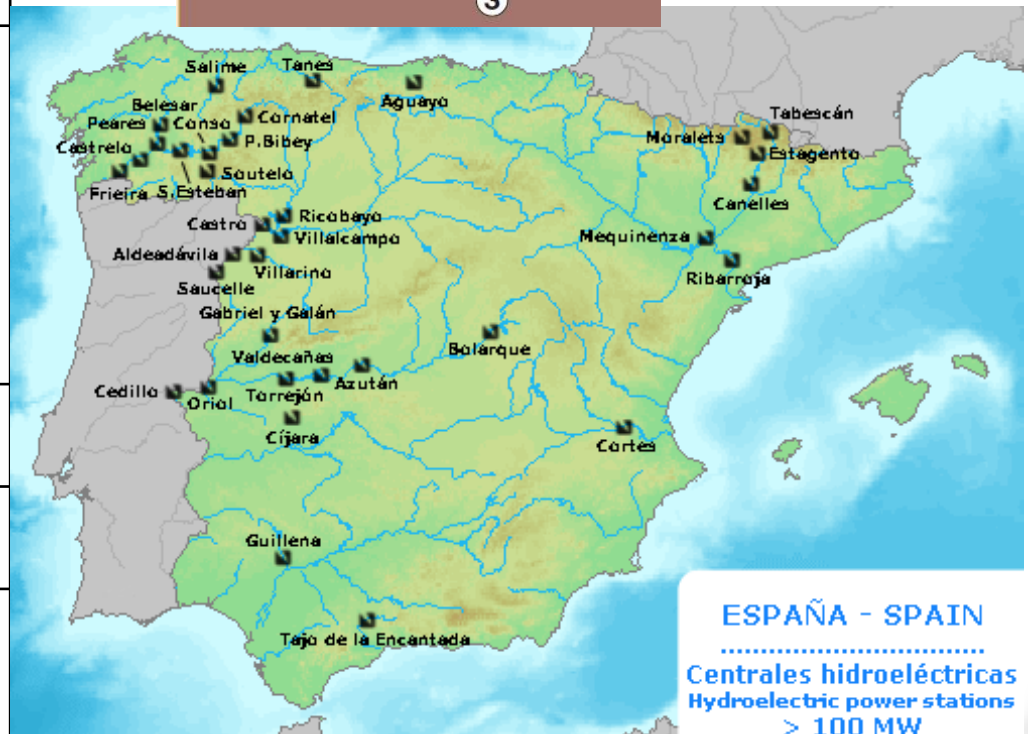 3
Salime
Tanes
Aguayo
Belesar
Cornatel
Peares
Conso
P.Bibey
Castrelo
Soutelo
Frieira
S.Esteban
Tabescán
Moralets
Estagento
Canelles
Ricobayo
Castro
Villalcampo
Mequinenza
Aldeadávila
Villarino
Ribarroja
Saucelle
Gabriel y Galán
Bolarque
Valdecañas
Azután
Cedillo
Oriol
Torrejón
Cíjara
Cortes
Guillena
Tajo de la Encantada
ESPAÑA - SPAIN
................................
Centrales hidroeléctricas
Hydroelectric power stations
> 100 MW